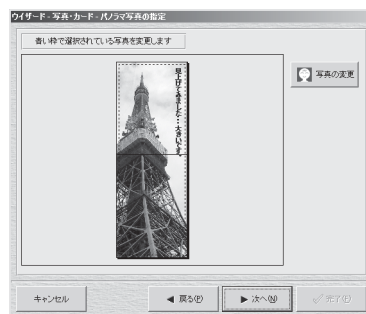 ウイザード - 写真・カード - パノラマ写真の指定
青い枠で選択されている写真を変更します
見上げてみました・・・大きいです。
写真の変更
キャンセル
◀ 戻る(P)
▶ 次へ(N)
✓ 完了(F)